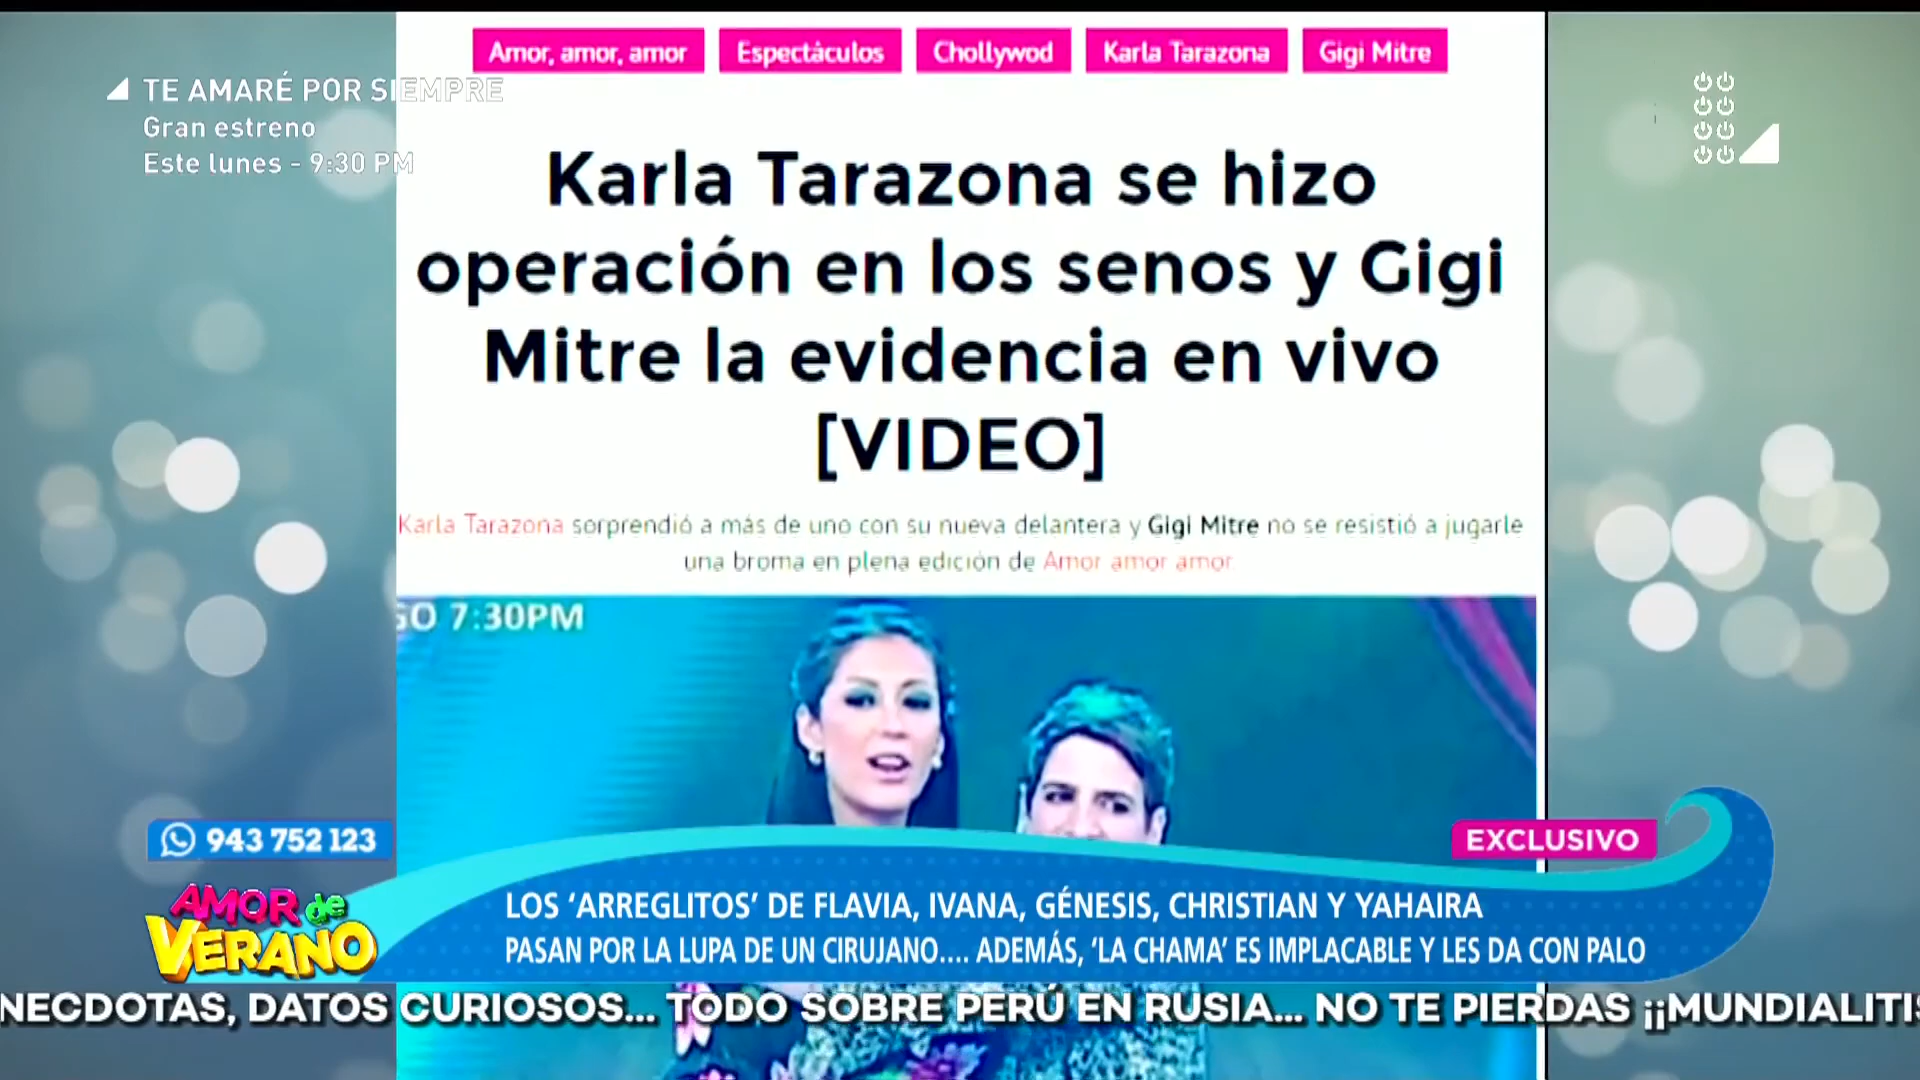 Amor, amor, amor
Espectáculos
Chollywod
Karla Tarazona
Gigi Mitre
TE AMARÉ POR SIEMPRE
Gran estreno
Este lunes - 9:30 PM
Karla Tarazona se hizo
operación en los senos y Gigi
Mitre la evidencia en vivo
[VIDEO]
Karla Tarazona sorprendió a más de uno con su nueva delantera y Gigi Mitre no se resistió a jugarle
una broma en plena edición de Amor amor amor
GO 7:30PM
943 752 123
EXCLUSIVO
AMOR de
VERANO
LOS ‘ARREGLITOS’ DE FLAVIA, IVANA, GÉNESIS, CHRISTIAN Y YAHAIRA
PASAN POR LA LUPA DE UN CIRUJANO.... ADEMÁS, ‘LA CHAMA’ ES IMPLACABLE Y LES DA CON PALO
NECDOTAS, DATOS CURIOSOS... TODO SOBRE PERÚ EN RUSIA... NO TE PIERDAS ¡¡MUNDIALITIS